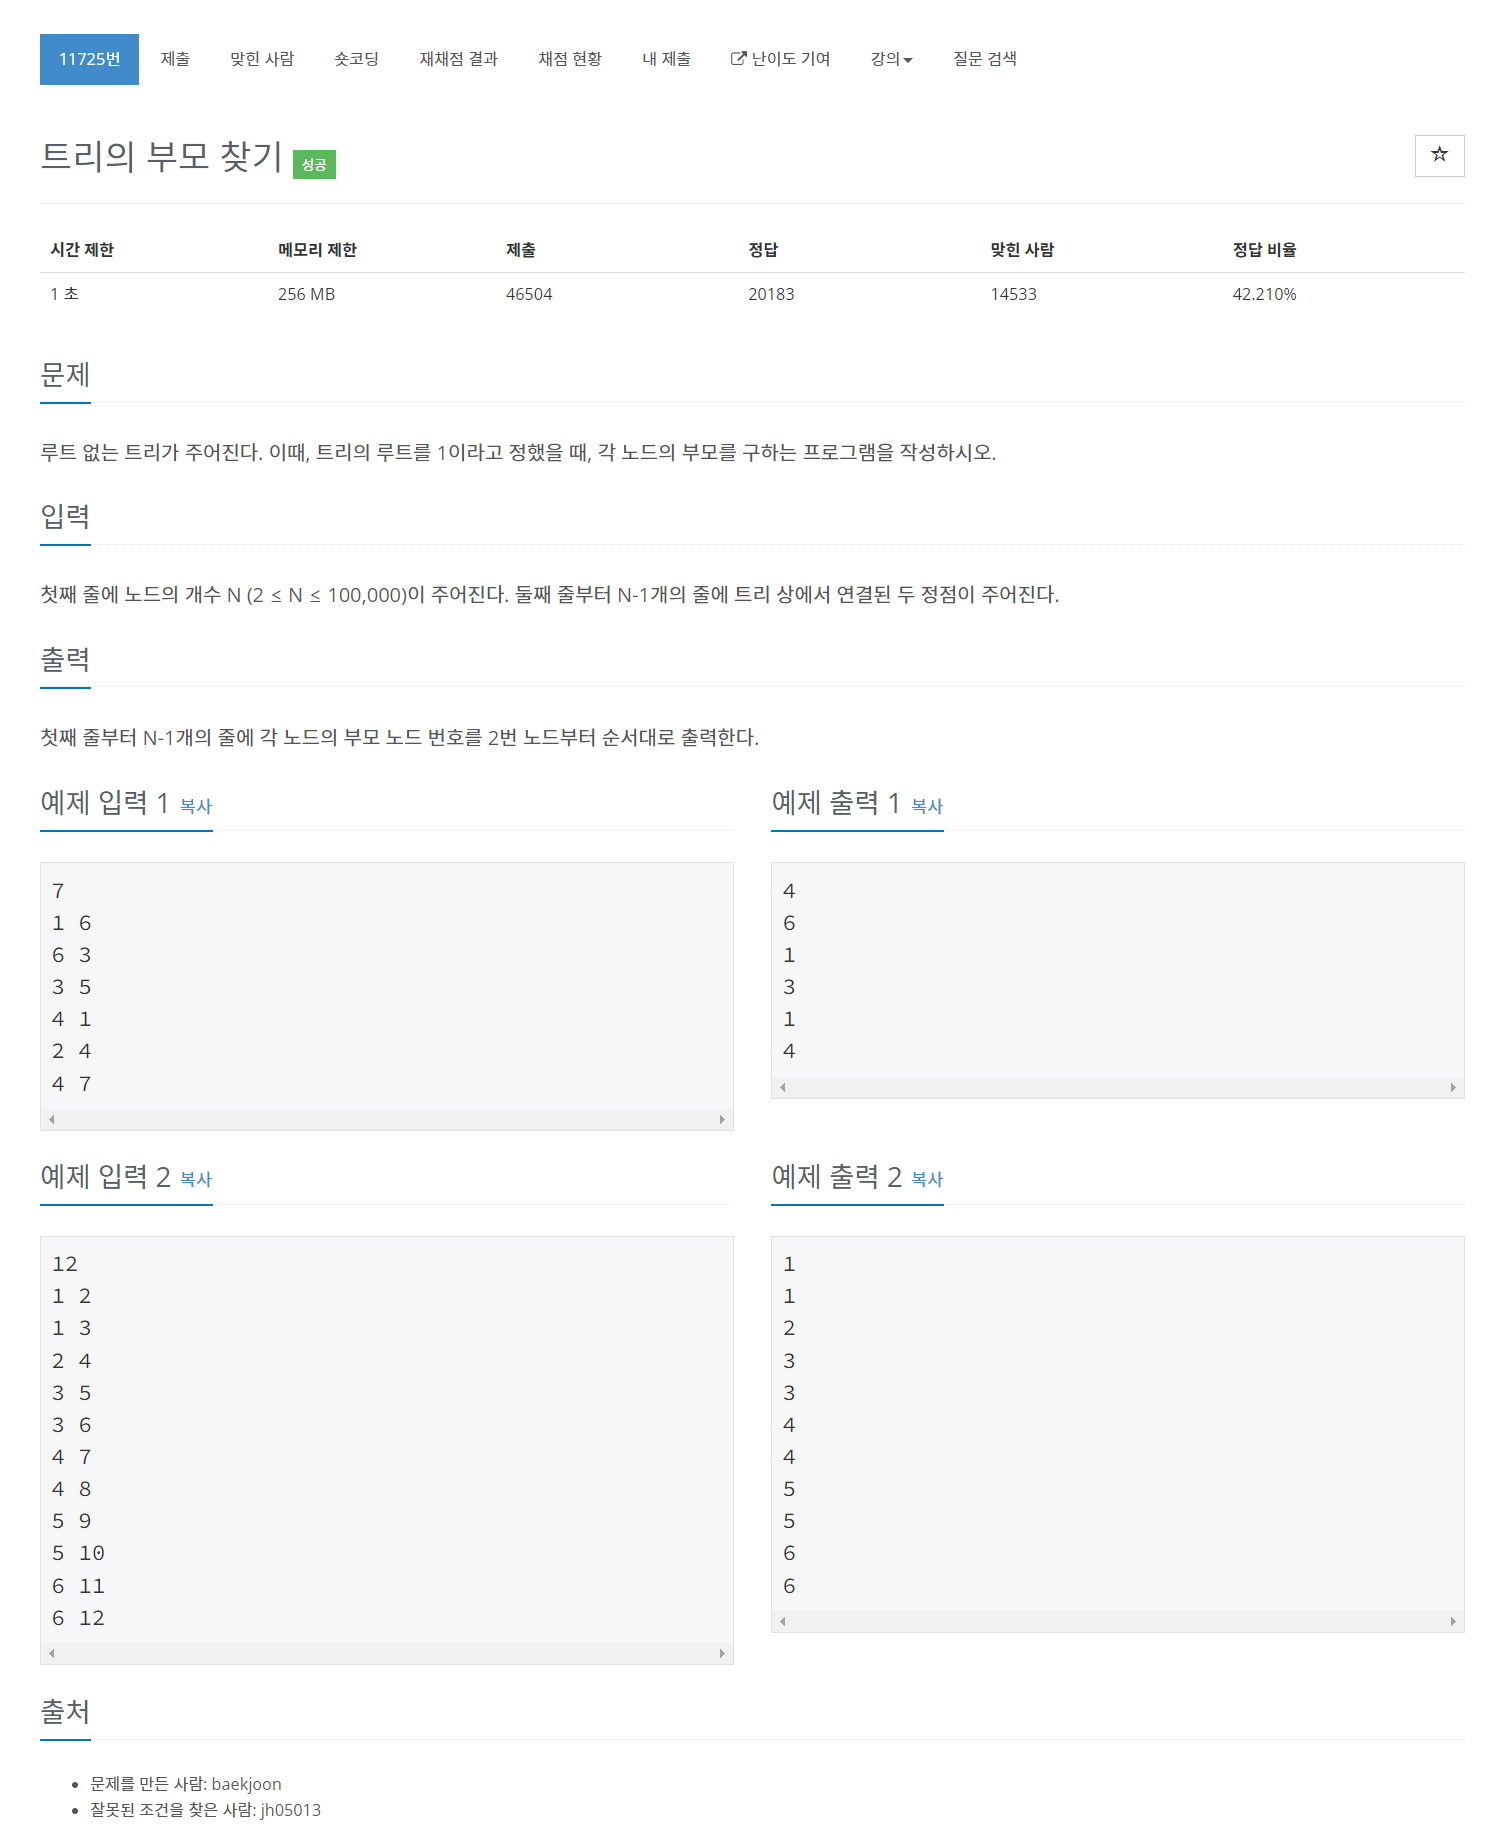 11725번 제출 맞힌 사람 숏코딩 재채점 결과 채점 현황 내 제출 난이도 기여 강의 질문 검색
트리의 부모 찾기 성공
시간 제한 메모리 제한 제출 정답 맞힌 사람 정답 비율
1 초 256 MB 46504 20183 14533 42.210%
문제
루트 없는 트리가 주어진다. 이때, 트리의 루트를 1이라고 정했을 때, 각 노드의 부모를 구하는 프로그램을 작성하시오.
입력
첫째 줄에 노드의 개수 N (2 ≤ N ≤ 100,000)이 주어진다. 둘째 줄부터 N-1개의 줄에 트리 상에서 연결된 두 정점이 주어진다.
출력
첫째 줄부터 N-1개의 줄에 각 노드의 부모 노드 번호를 2번 노드부터 순서대로 출력한다.
예제 입력 1 복사
7
1 6
6 3
3 5
4 1
2 4
4 7
예제 출력 1 복사
4
6
1
3
1
4
예제 입력 2 복사
12
1 2
1 3
2 4
3 5
3 6
4 7
4 8
5 9
5 10
6 11
6 12
예제 출력 2 복사
1
1
2
3
3
4
4
5
5
6
6
출처
문제를 만든 사람: baekjoon
잘못된 조건을 찾은 사람: jh05013